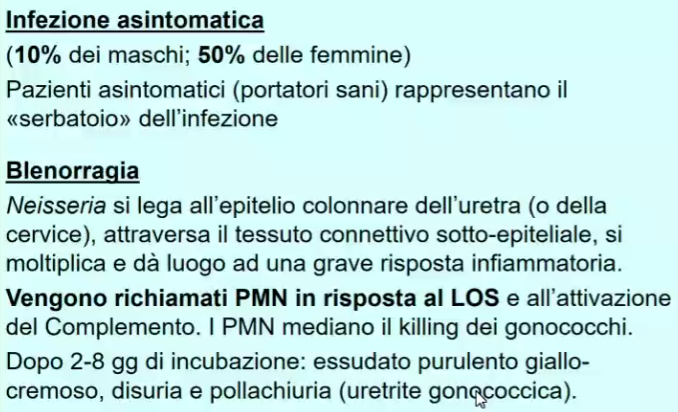 Infezione asintomatica
(10% dei maschi; 50% delle femmine)
Pazienti asintomatici (portatori sani) rappresentano il
«serbatoio» dell'infezione
Blenorragia
Neisseria si lega all'epitelio colonnare dell'uretra (o della
cervice), attraversa il tessuto connettivo sotto-epiteliale, si
moltiplica e dà luogo ad una grave risposta infiammatoria.
Vengono richiamati PMN in risposta al LOS e all'attivazione
del Complemento. I PMN mediano il killing dei gonococchi.
Dopo 2-8 gg di incubazione: essudato purulento giallo-
cremoso, disuria e pollachiuria (uretrite gonococcica).